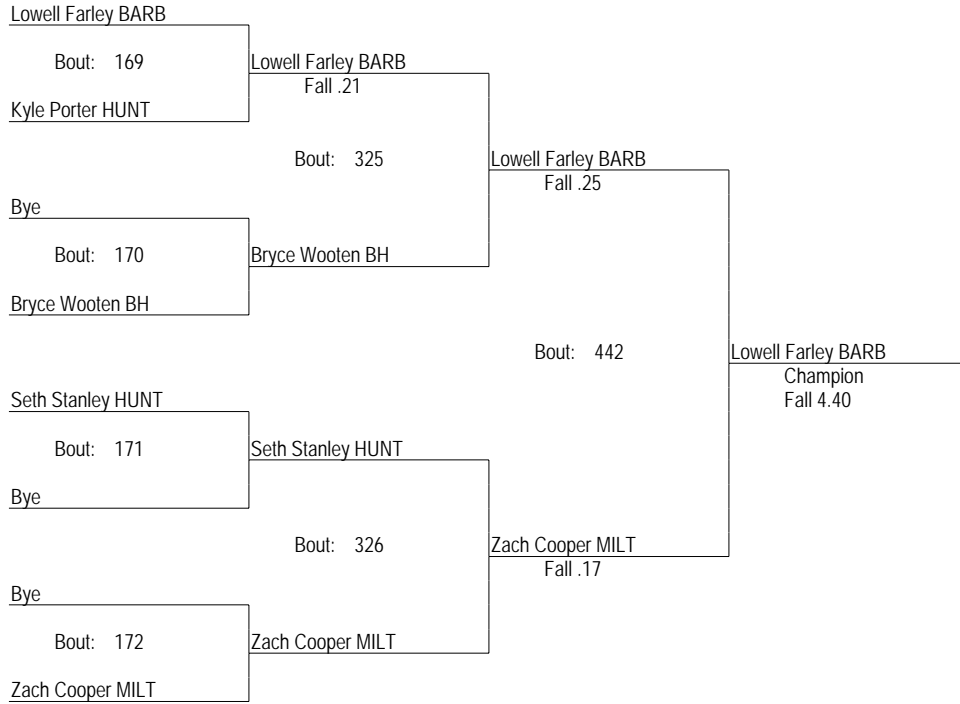 Lowell Farley BARB
Bout: 169
Lowell Farley BARB
Fall .21
Kyle Porter HUNT
Bout: 325
Lowell Farley BARB
Fall .25
Bye
Bout: 170
Bryce Wooten BH
Bryce Wooten BH
Bout: 442
Lowell Farley BARB
Champion
Fall 4.40
Seth Stanley HUNT
Bout: 171
Seth Stanley HUNT
Bye
Bout: 326
Zach Cooper MILT
Fall .17
Bye
Bout: 172
Zach Cooper MILT
Zach Cooper MILT